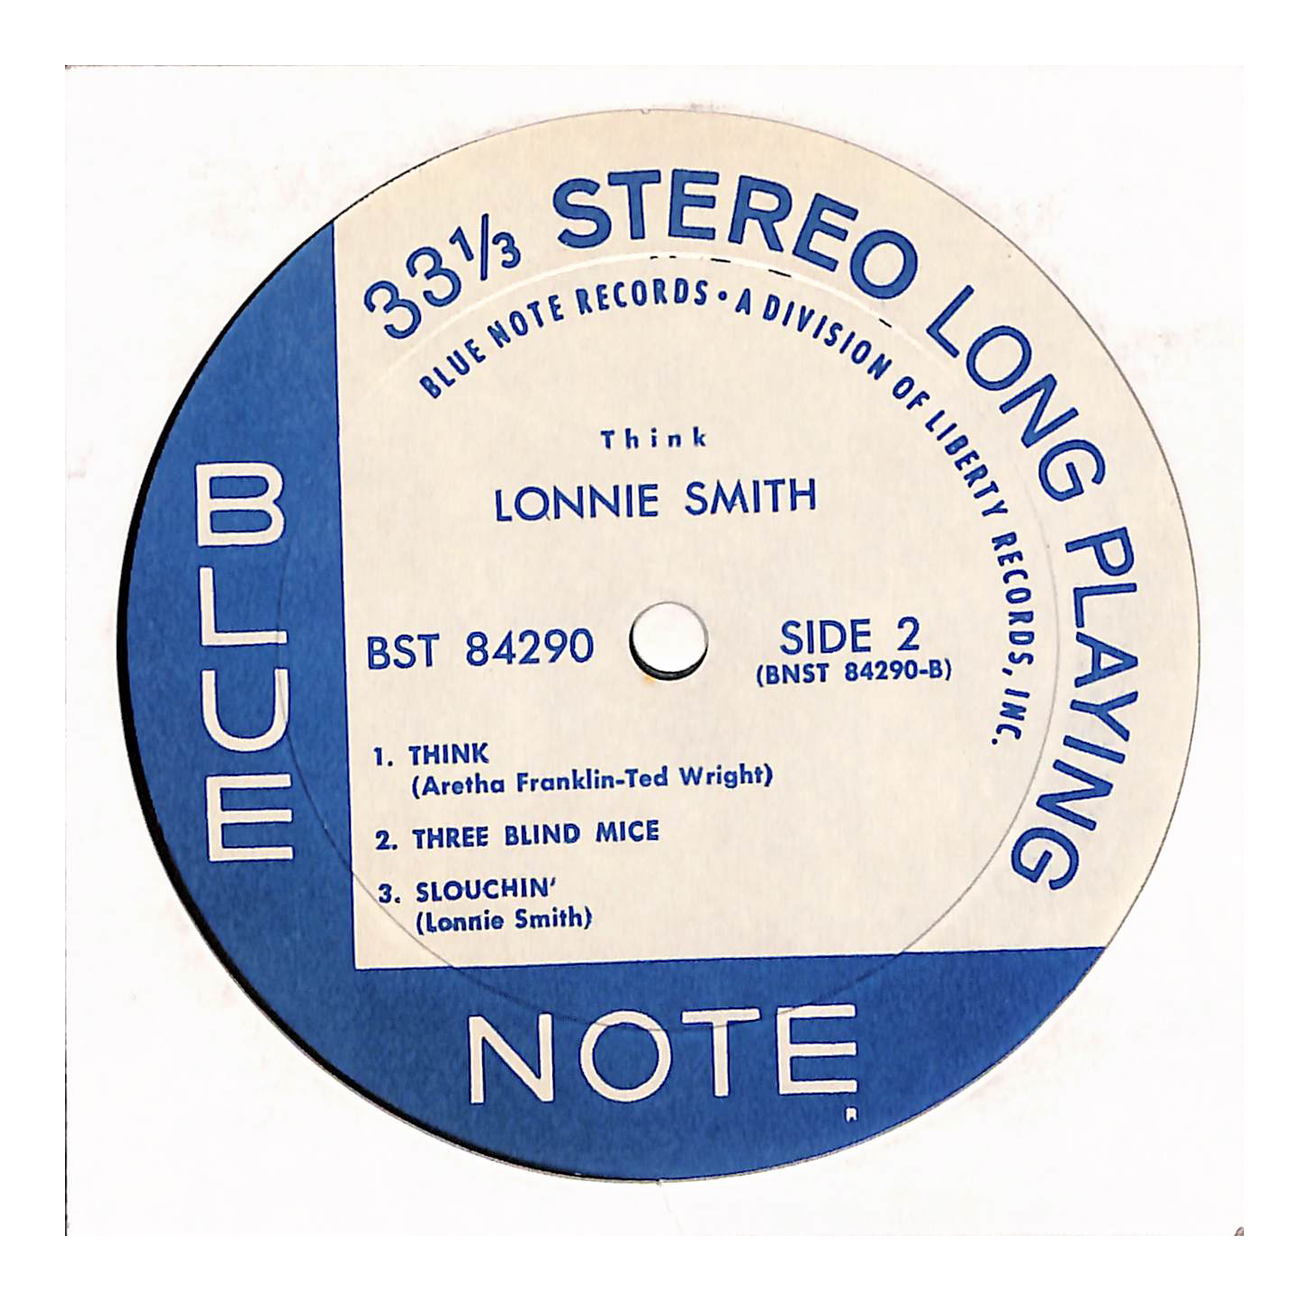 33⅓ STEREO LONG PLAYING
BLUE NOTE RECORDS • A DIVISION OF LIBERTY RECORDS, INC.
Think
LONNIE SMITH
BST 84290
SIDE 2
(BNST 84290-B)
1. THINK
(Aretha Franklin-Ted Wright)
2. THREE BLIND MICE
3. SLOUCHIN'
(Lonnie Smith)
BLUE
NOTE
R